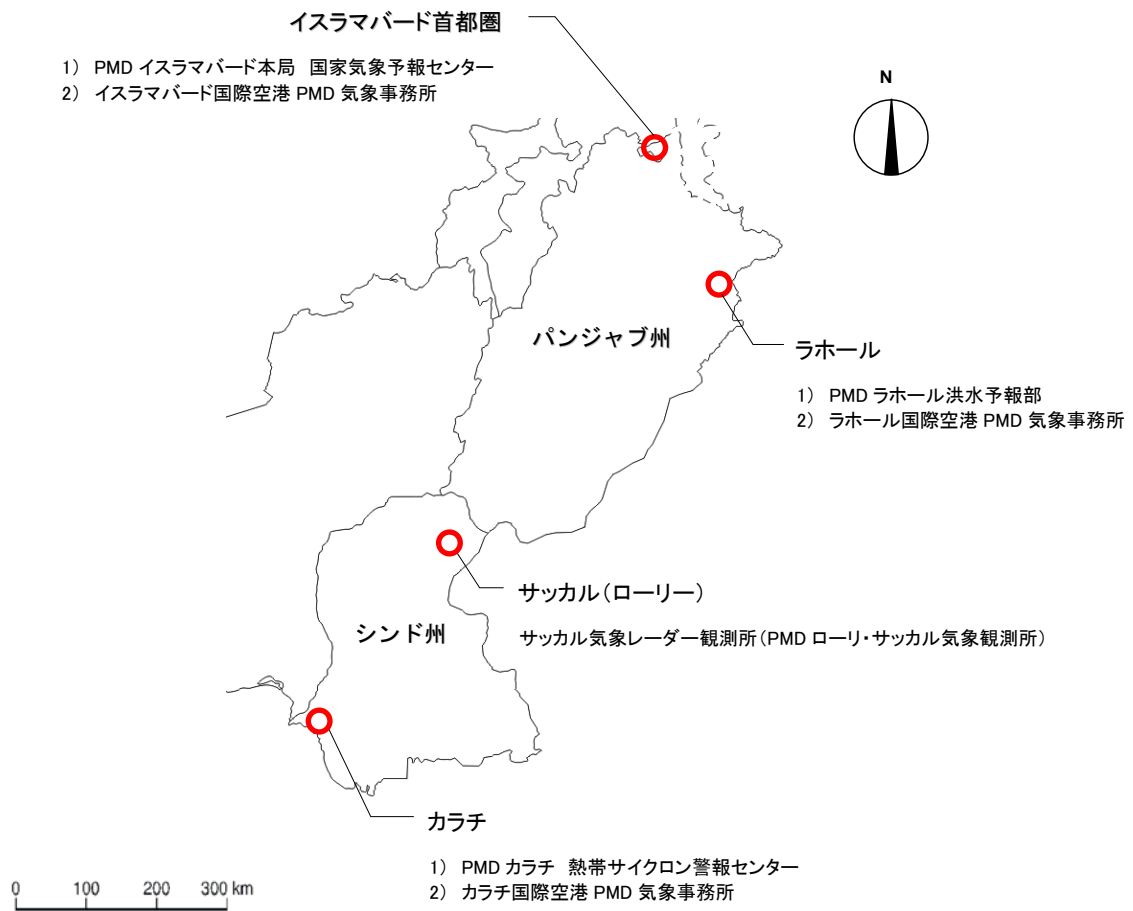 イスラマバード首都圏
1) PMD イスラマバード本局 国家気象予報センター
2) イスラマバード国際空港 PMD 気象事務所
N
パンジャブ州
ラホール
1) PMD ラホール洪水予報部
2) ラホール国際空港 PMD 気象事務所
サッカル（ローリー）
シンド州
サッカル気象レーダー観測所（PMD ローリ・サッカル気象観測所）
カラチ
1) PMD カラチ 熱帯サイクロン警報センター
2) カラチ国際空港 PMD 気象事務所
0 100 200 300 km